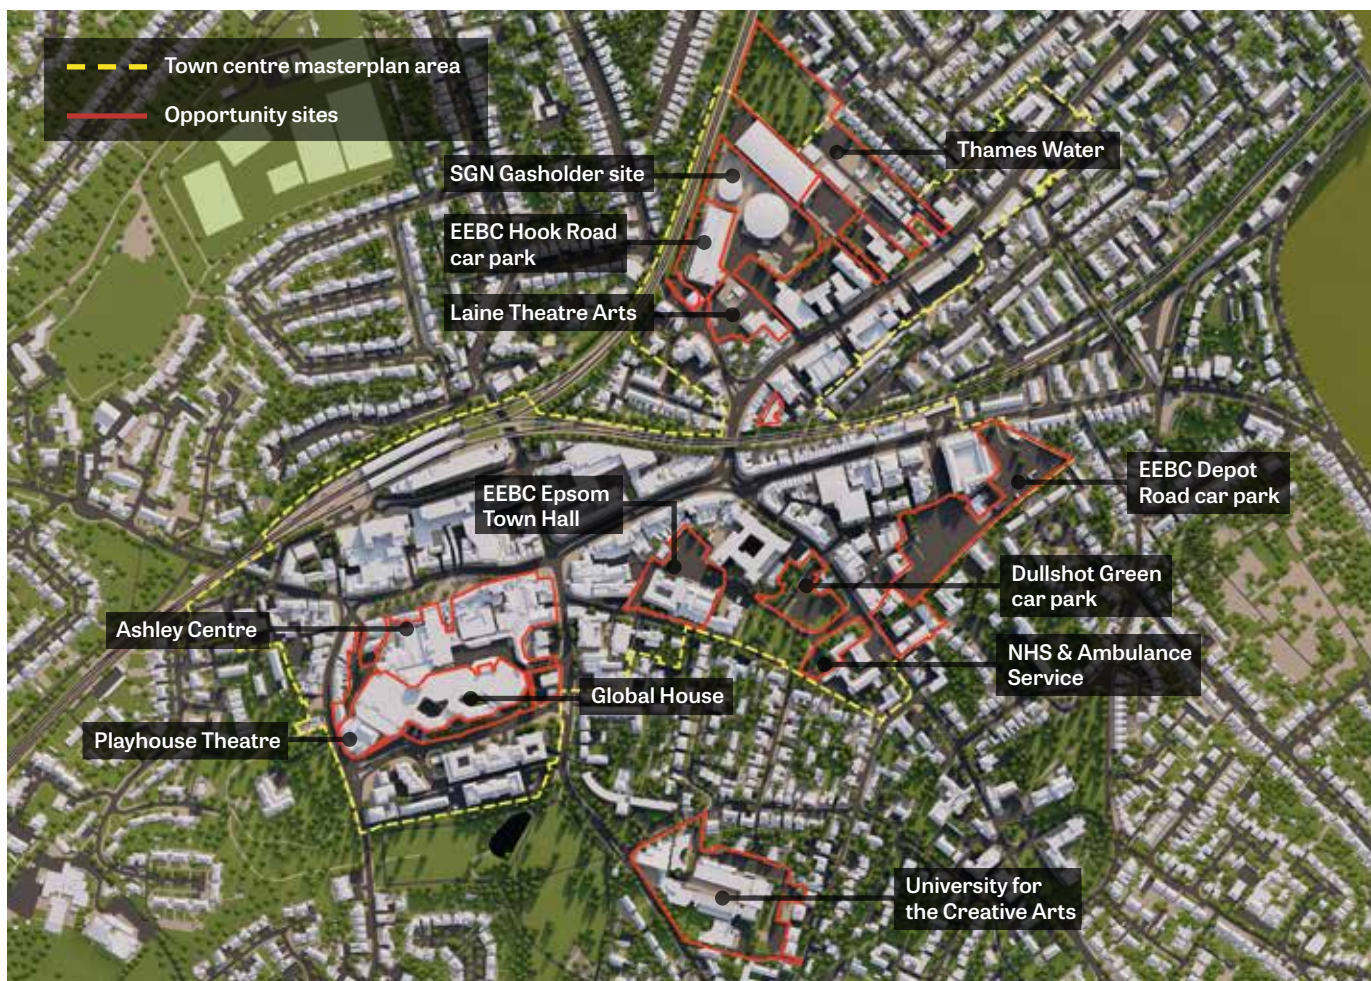 Town centre masterplan area
Opportunity sites
Thames Water
SGN Gasholder site
EEBC Hook Road
car park
Laine Theatre Arts
EEBC Depot
Road car park
EEBC Epsom
Town Hall
Dullshot Green
car park
Ashley Centre
NHS & Ambulance
Service
Global House
Playhouse Theatre
University for
the Creative Arts